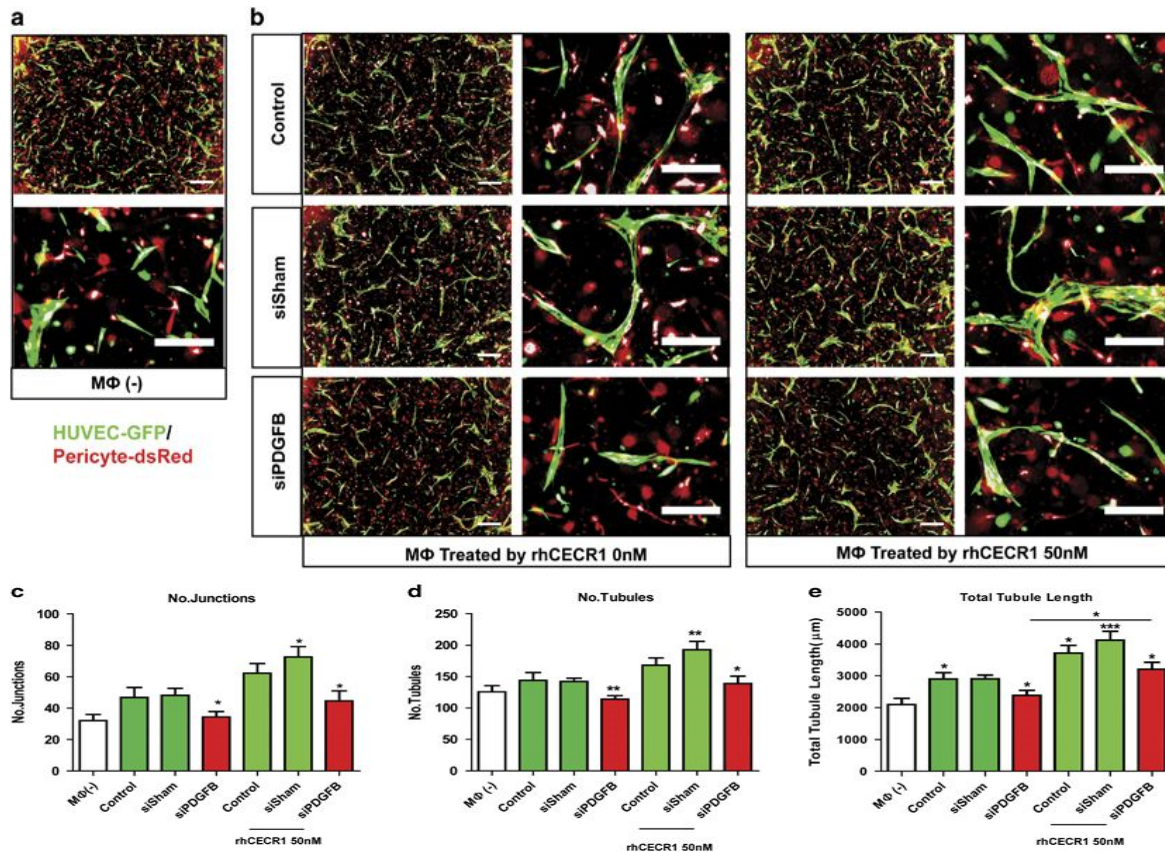 a
b
Control
siSham
siPDGFB
MΦ (-)
HUVEC-GFP/
Pericyte-dsRed
MΦ Treated by rhCECR1 0nM
MΦ Treated by rhCECR1 50nM
c
No.Junctions
No.Junctions
100
80
60
40
20
0
*
*
*
MΦ(-)
Control
siSham
siPDGFB
Control
siSham
siPDGFB
rhCECR1 50nM
d
No.Tubules
No.Tubules
250
200
150
100
50
0
**
**
*
MΦ (-)
Control
siSham
siPDGFB
Control
siSham
siPDGFB
rhCECR1 50nM
e
Total Tubule Length
Total Tubule Length(μm)
5000
4000
3000
2000
1000
0
*
*
*
*
***
*
MΦ (-)
Control
siSham
siPDGFB
Control
siSham
siPDGFB
rhCECR1 50nM